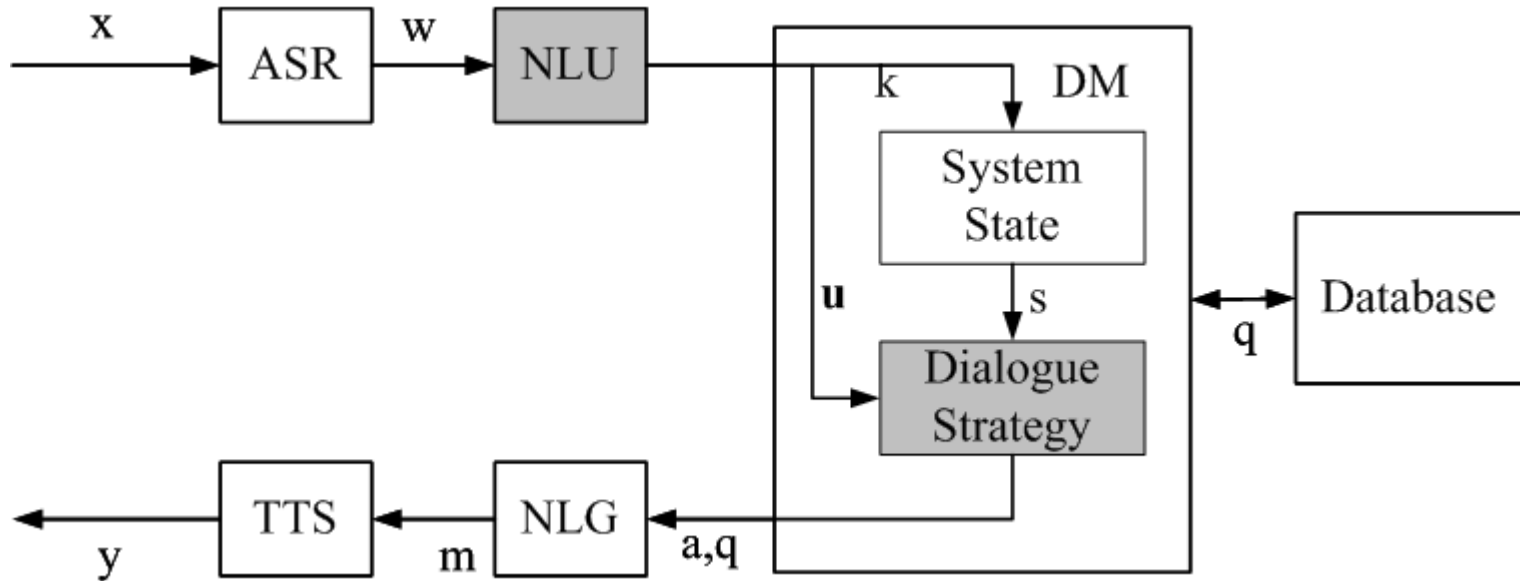 x
ASR
w
NLU
k
DM
System
State
u
s
Dialogue
Strategy
q
Database
y
TTS
m
NLG
a,q